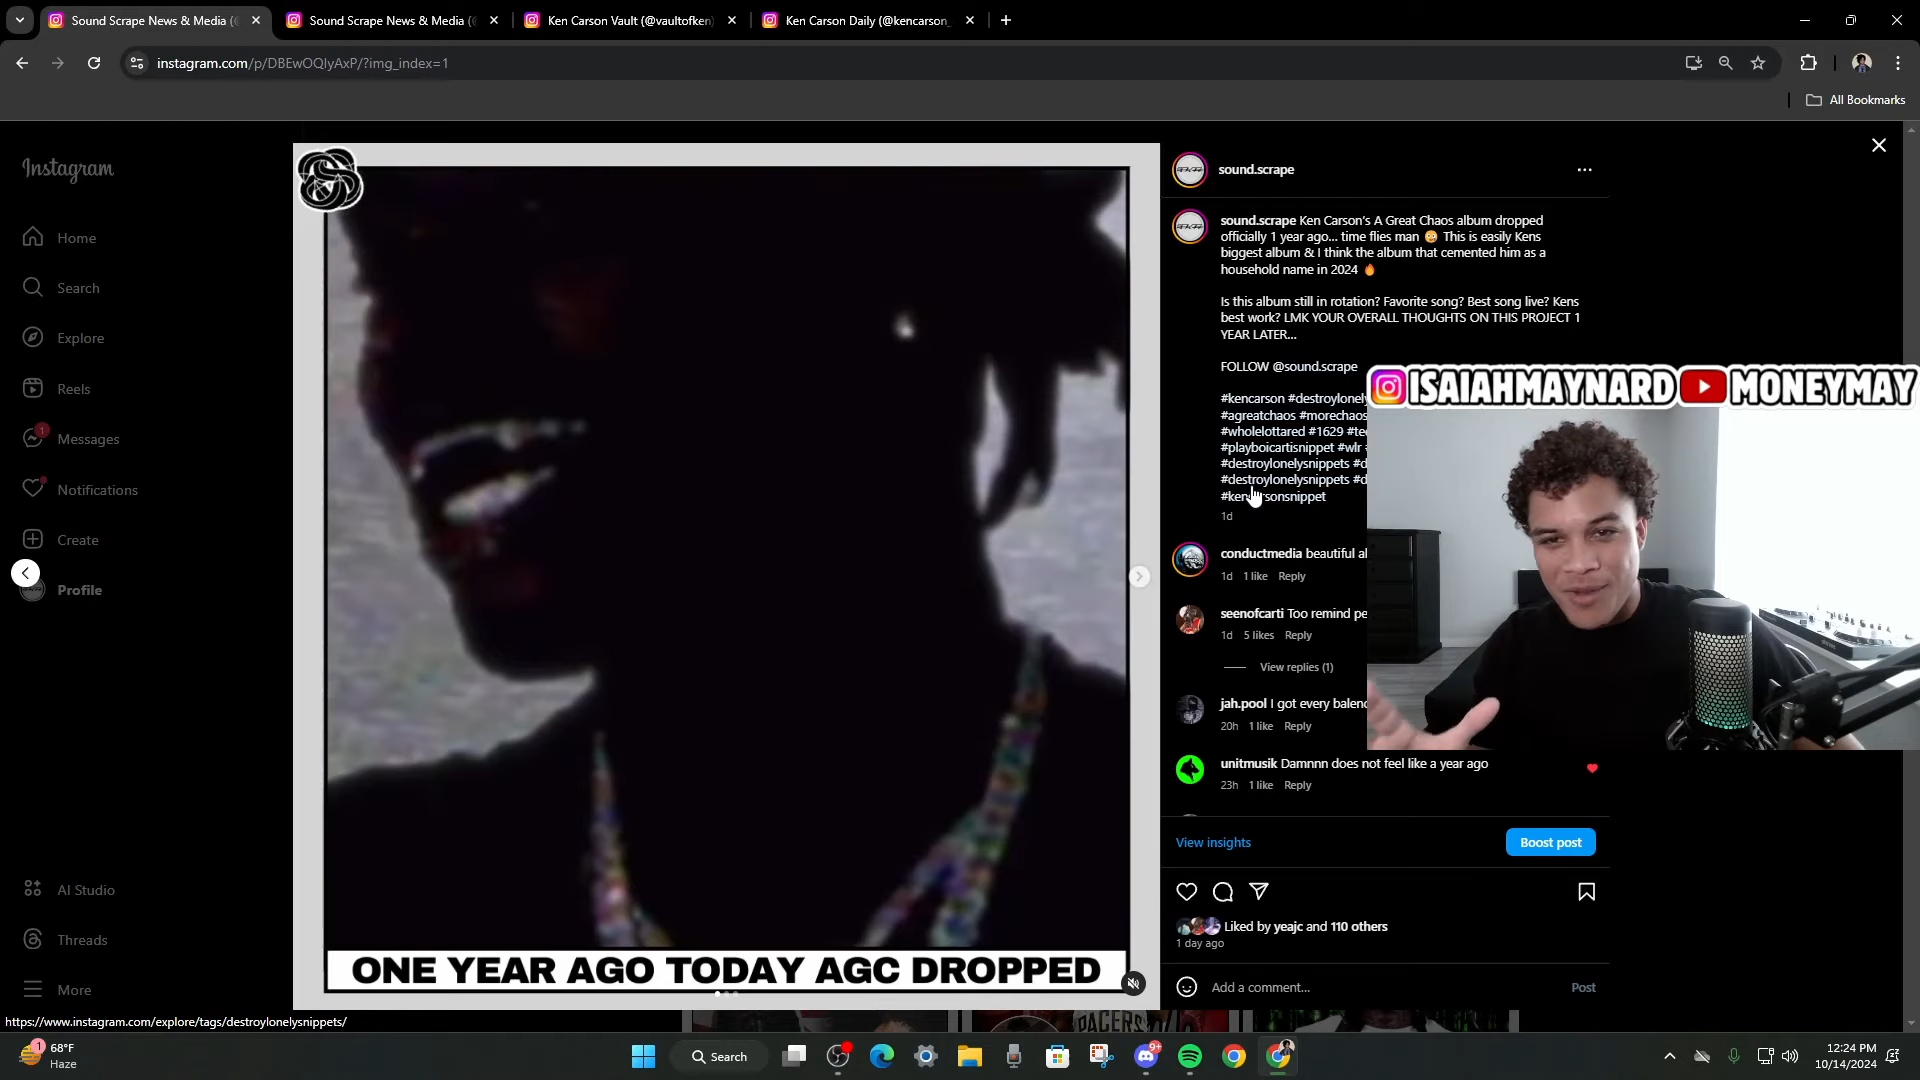 Sound Scrape News & Media (@
Sound Scrape News & Media (@
Ken Carson Vault (@vaultofken)
Ken Carson Daily (@kencarson_
instagram.com/p/DBEwOQIyAxP/?img_index=1
All Bookmarks
Instagram
Home
Search
Explore
Reels
1
Messages
Notifications
Create
Profile
AI Studio
Threads
More
ONE YEAR AGO TODAY AGC DROPPED
sound.scrape
sound.scrape Ken Carson's A Great Chaos album dropped
officially 1 year ago... time flies man 😳 This is easily Kens
biggest album & I think the album that cemented him as a
household name in 2024 🔥
Is this album still in rotation? Favorite song? Best song live? Kens
best work? LMK YOUR OVERALL THOUGHTS ON THIS PROJECT 1
YEAR LATER...
FOLLOW @sound.scrape
#kencarson #destroylonely
#agreatchaos #morechaos
#wholelottared #1629
#playboicartisnippet #wlr
#destroylonelysnippets
#destroylonelysnippets
1d
conductmedia beautiful
1d 1 like Reply
seenofcarti Too remind
1d 5 likes Reply
View replies (1)
jah.pool I got every
20h 1 like Reply
unitmusik Damnnn does not feel like a year ago
23h 1 like Reply
View insights
Boost post
Liked by yeajc and 110 others
1 day ago
Add a comment...
Post
ISAIAHMAYNARD MONEYMAY
PACERS
https://www.instagram.com/explore/tags/destroylonelysnippets/
1
68°F
Haze
Search
9+
12:24 PM
10/14/2024